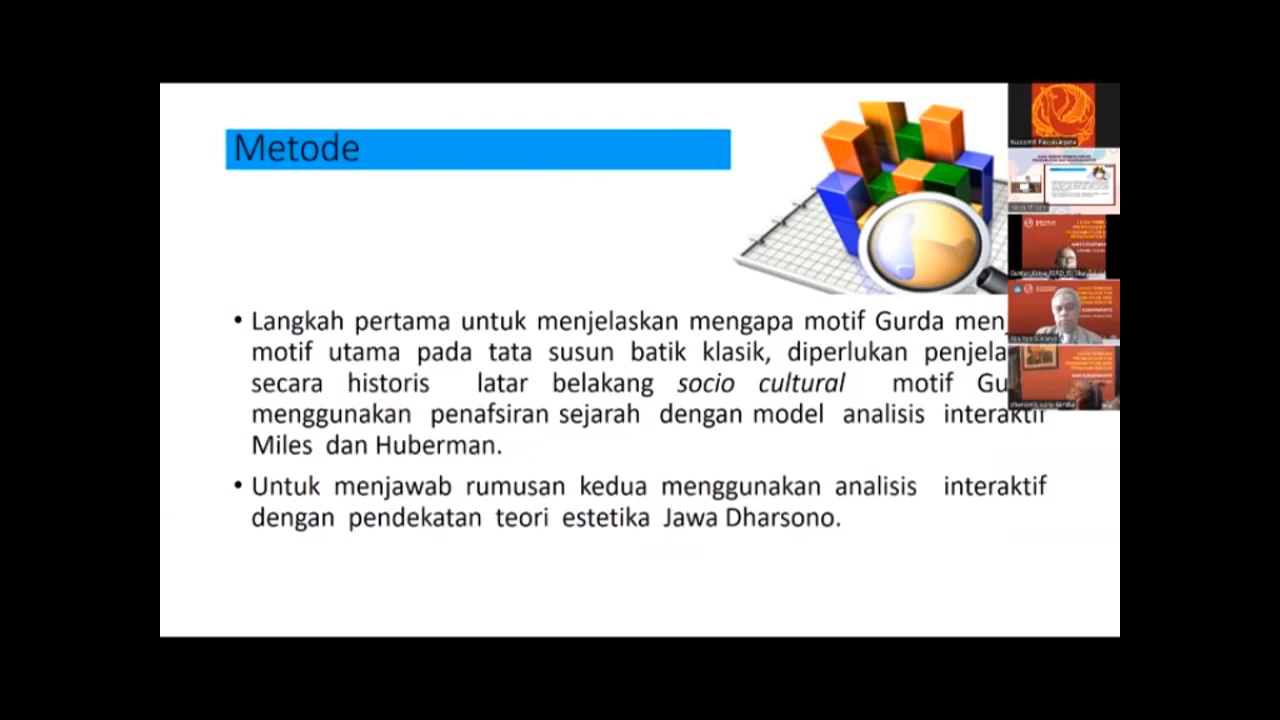 Metode
• Langkah pertama untuk menjelaskan mengapa motif Gurda men
motif utama pada tata susun batik klasik, diperlukan penjela
secara historis latar belakang socio cultural motif Gu
menggunakan penafsiran sejarah dengan model analisis interaktif
Miles dan Huberman.
• Untuk menjawab rumusan kedua menggunakan analisis interaktif
dengan pendekatan teori estetika Jawa Dharsono.